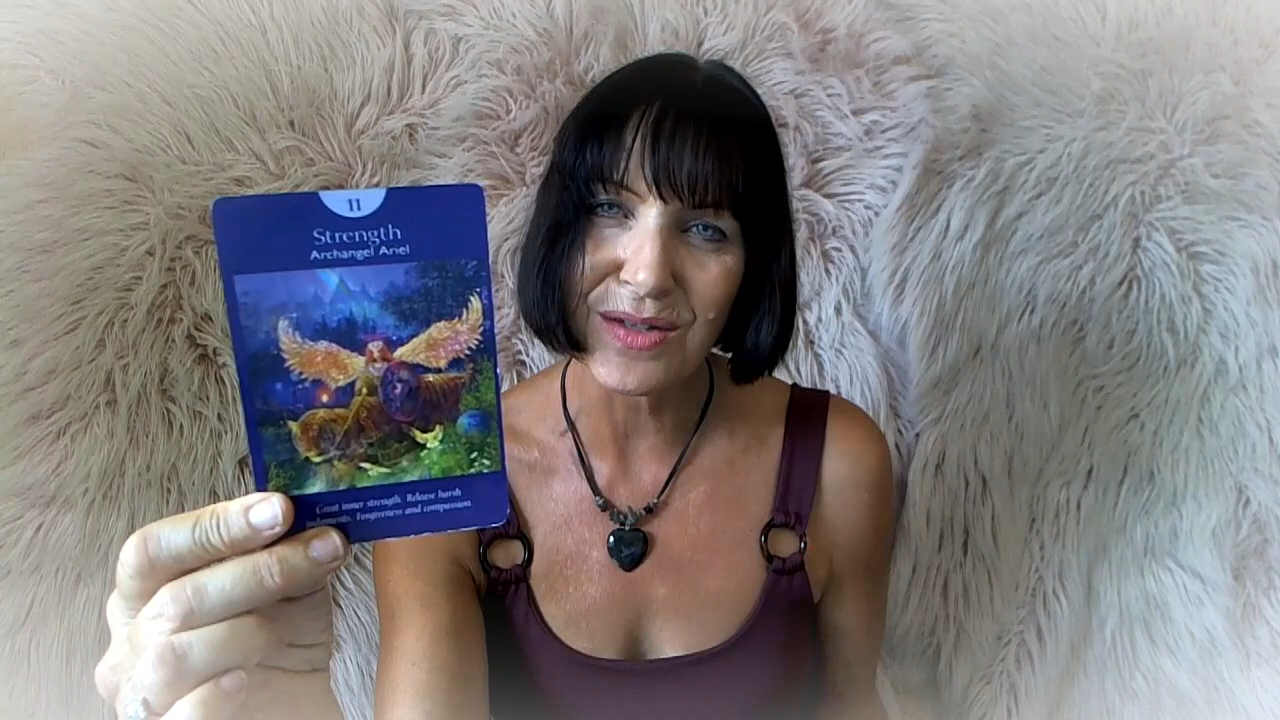 11
Strength
Archangel Ariel
Great inner strength. Release harsh
judgments. Forgiveness and compassion.